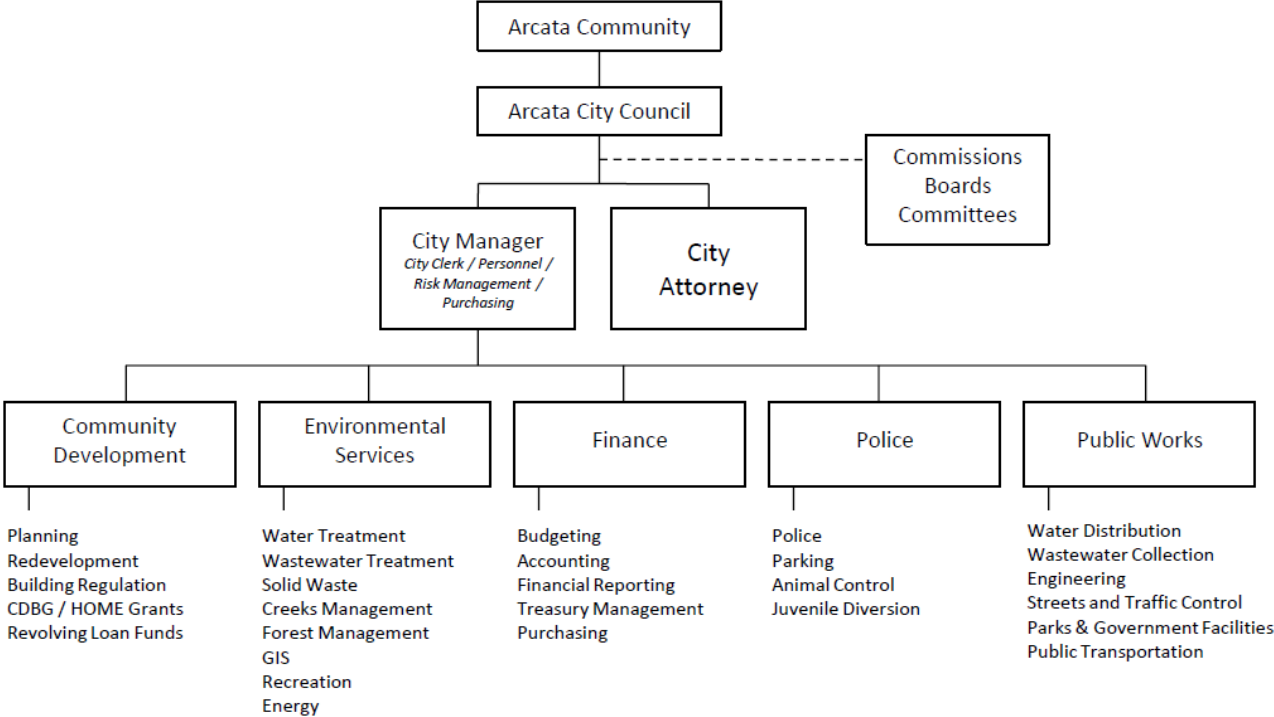 Arcata Community
Arcata City Council
Commissions
Boards
Committees
City Manager
City Clerk / Personnel /
Risk Management /
Purchasing
City
Attorney
Community
Development
Environmental
Services
Finance
Police
Public Works
Planning
Redevelopment
Building Regulation
CDBG / HOME Grants
Revolving Loan Funds
Water Treatment
Wastewater Treatment
Solid Waste
Creeks Management
Forest Management
GIS
Recreation
Energy
Budgeting
Accounting
Financial Reporting
Treasury Management
Purchasing
Police
Parking
Animal Control
Juvenile Diversion
Water Distribution
Wastewater Collection
Engineering
Streets and Traffic Control
Parks & Government Facilities
Public Transportation